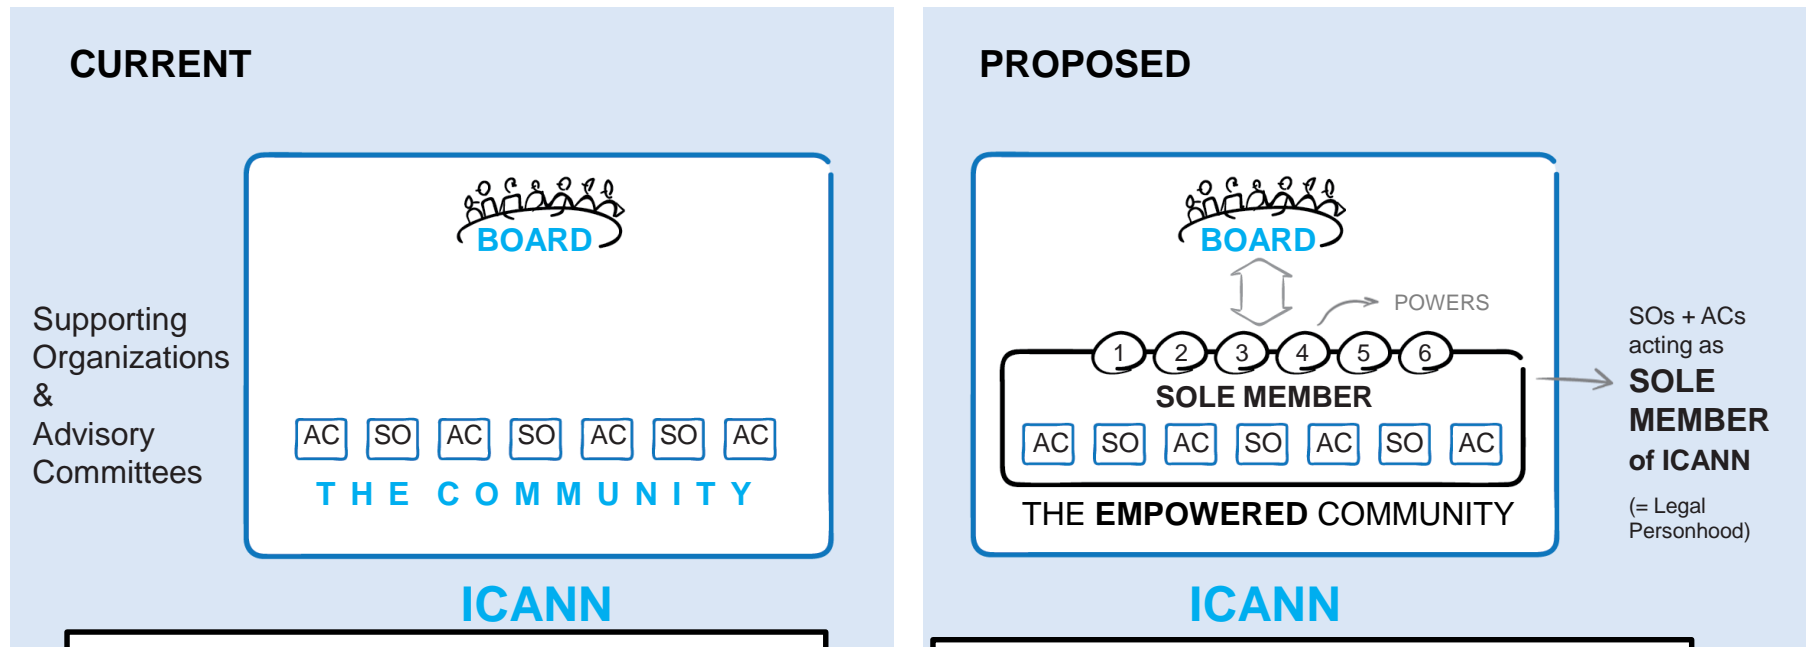 CURRENT
BOARD
Supporting
Organizations
&
Advisory
Committees
AC SO AC SO AC SO AC
THE COMMUNITY
ICANN
PROPOSED
BOARD
POWERS
1 2 3 4 5 6
SOLE MEMBER
AC SO AC SO AC SO AC
THE EMPOWERED COMMUNITY
SOs + ACs
acting as
SOLE
MEMBER
of ICANN
(= Legal
Personhood)
ICANN